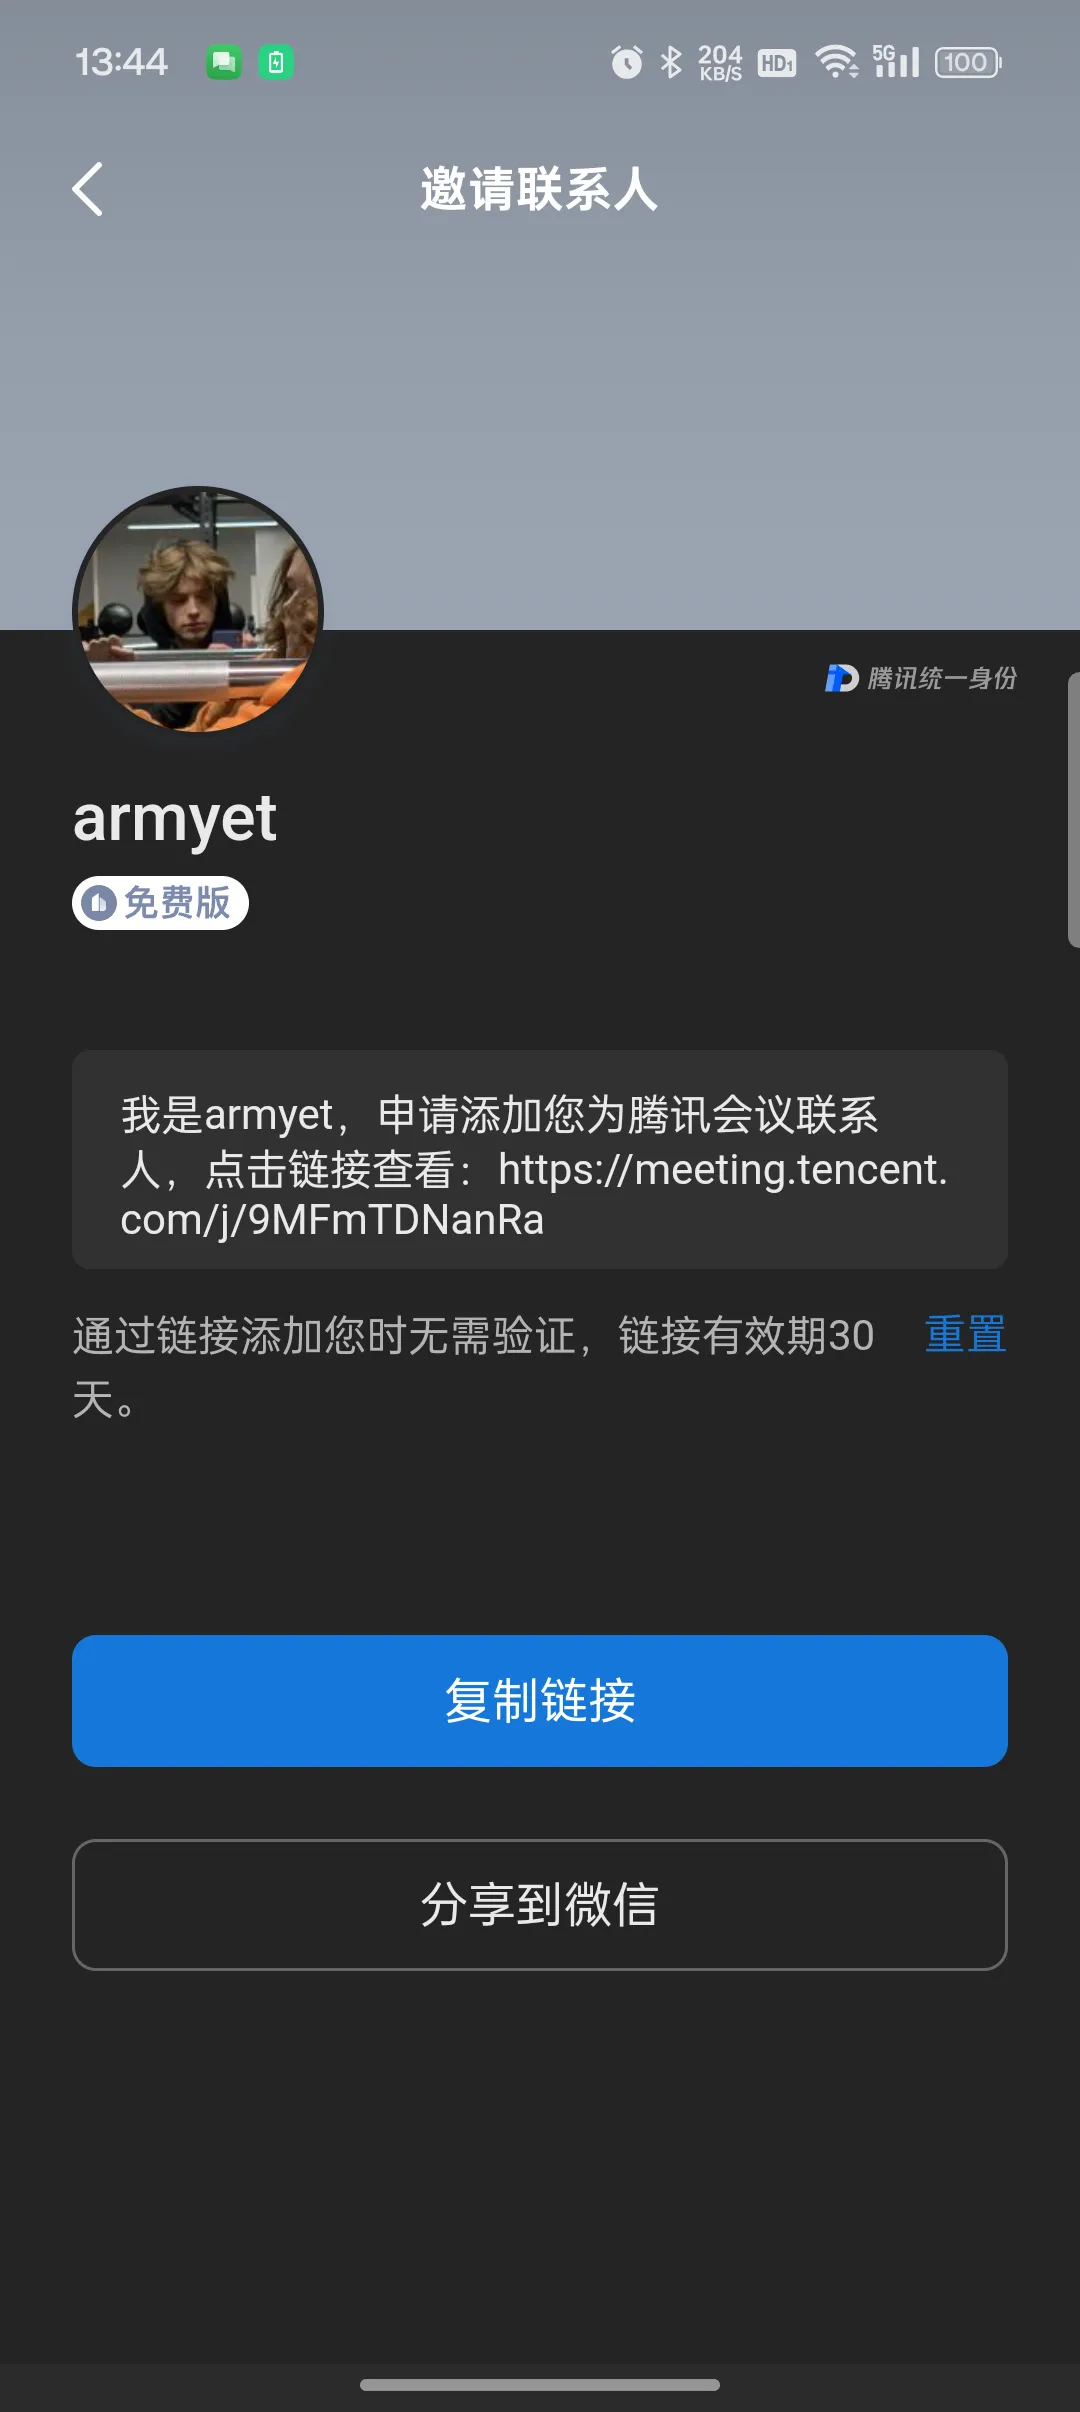 13:44
204
KB/S
HD1
5G
100
邀请联系人
腾讯统一身份
armyet
免费版
我是armyet，申请添加您为腾讯会议联系
人，点击链接查看：https://meeting.tencent.
com/j/9MFmTDNanRa
通过链接添加您时无需验证，链接有效期30
天。
重置
复制链接
分享到微信